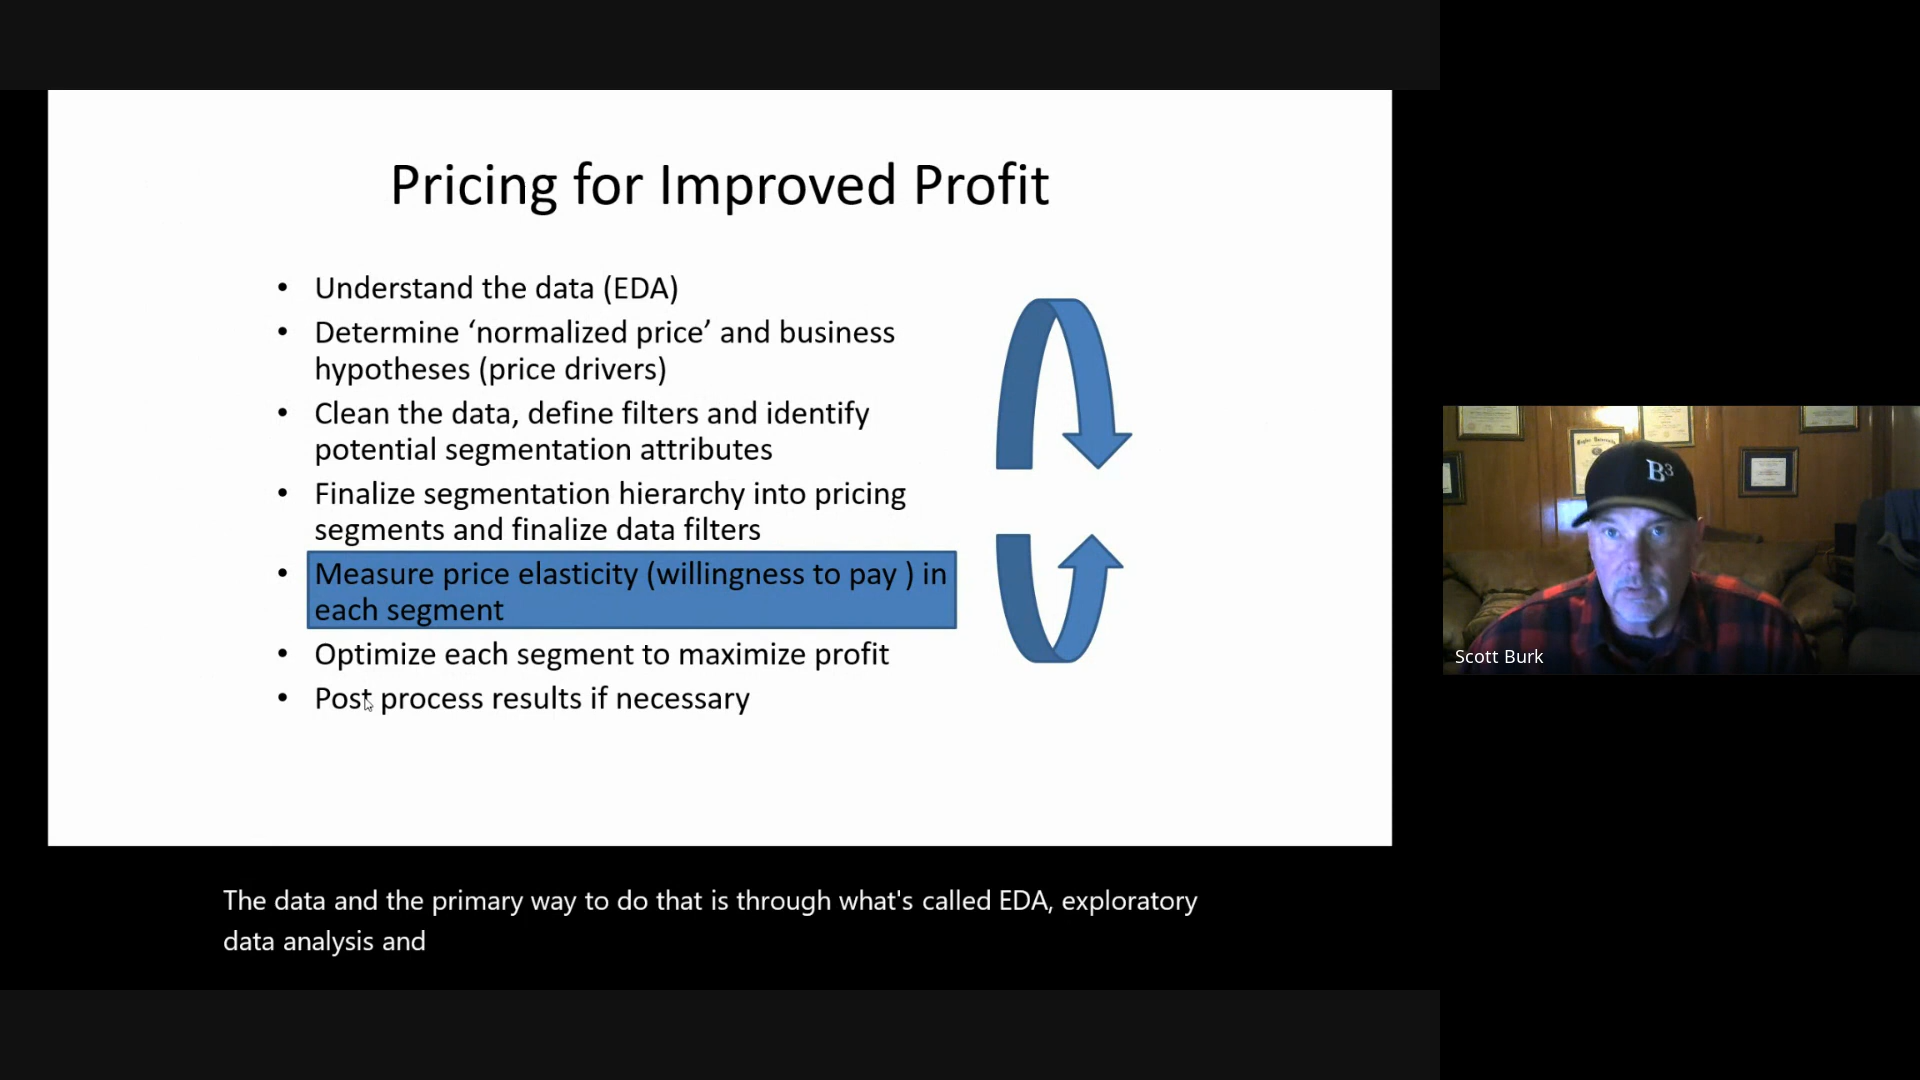 Pricing for Improved Profit
• Understand the data (EDA)
• Determine ‘normalized price’ and business
hypotheses (price drivers)
• Clean the data, define filters and identify
potential segmentation attributes
• Finalize segmentation hierarchy into pricing
segments and finalize data filters
• Measure price elasticity (willingness to pay ) in
each segment
• Optimize each segment to maximize profit
• Post process results if necessary
B3
Scott Burk
The data and the primary way to do that is through what's called EDA, exploratory
data analysis and